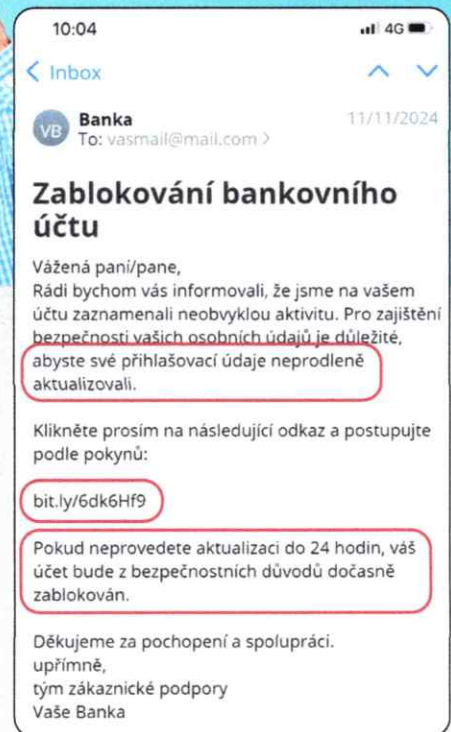 10:04
4G
Inbox
VB
Banka
11/11/2024
To: vasmail@mail.com >
Zablokování bankovního
účtu
Vážená paní/pane,
Rádi bychom vás informovali, že jsme na vašem
účtu zaznamenali neobvyklou aktivitu. Pro zajištění
bezpečnosti vašich osobních údajů je důležité,
abyste své přihlašovací údaje neprodleně
aktualizovali.
Klikněte prosím na následující odkaz a postupujte
podle pokynů:
bit.ly/6dk6Hf9
Pokud neprovedete aktualizaci do 24 hodin, váš
účet bude z bezpečnostních důvodů dočasně
zablokován.
Děkujeme za pochopení a spolupráci.
upřímně,
tým zákaznické podpory
Vaše Banka